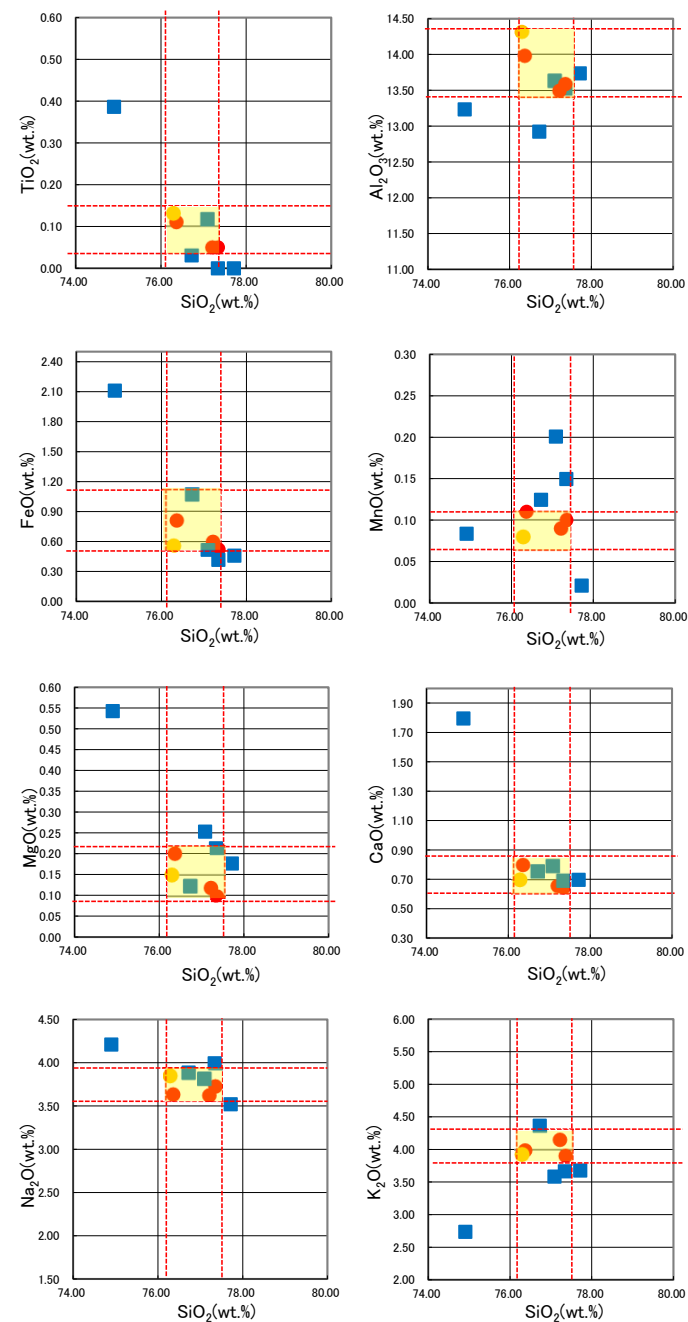 0.60
0.50
0.40
0.30
0.20
0.10
0.00
TiO2(wt.%)
74.00 76.00 78.00 80.00
SiO2(wt.%)
14.50
14.00
13.50
13.00
12.50
12.00
11.50
11.00
Al2O3(wt.%)
74.00 76.00 78.00 80.00
SiO2(wt.%)
2.40
2.10
1.80
1.50
1.20
0.90
0.60
0.30
0.00
FeO(wt.%)
74.00 76.00 78.00 80.00
SiO2(wt.%)
0.30
0.25
0.20
0.15
0.10
0.05
0.00
MnO(wt.%)
74.00 76.00 78.00 80.00
SiO2(wt.%)
0.60
0.55
0.50
0.45
0.40
0.35
0.30
0.25
0.20
0.15
0.10
0.05
0.00
MgO(wt.%)
74.00 76.00 78.00 80.00
SiO2(wt.%)
1.90
1.70
1.50
1.30
1.10
0.90
0.70
0.50
0.30
CaO(wt.%)
74.00 76.00 78.00 80.00
SiO2(wt.%)
4.50
4.00
3.50
3.00
2.50
2.00
1.50
Na2O(wt.%)
74.00 76.00 78.00 80.00
SiO2(wt.%)
6.00
5.50
5.00
4.50
4.00
3.50
3.00
2.50
2.00
K2O(wt.%)
74.00 76.00 78.00 80.00
SiO2(wt.%)